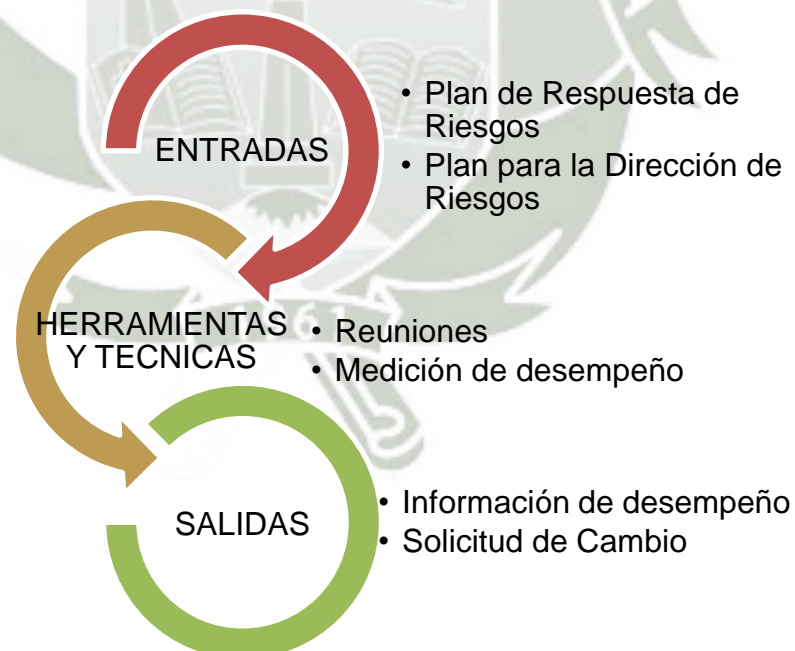 ENTRADAS
• Plan de Respuesta de
Riesgos
• Plan para la Dirección de
Riesgos
HERRAMIENTAS
Y TECNICAS
• Reuniones
• Medición de desempeño
SALIDAS
• Información de desempeño
• Solicitud de Cambio